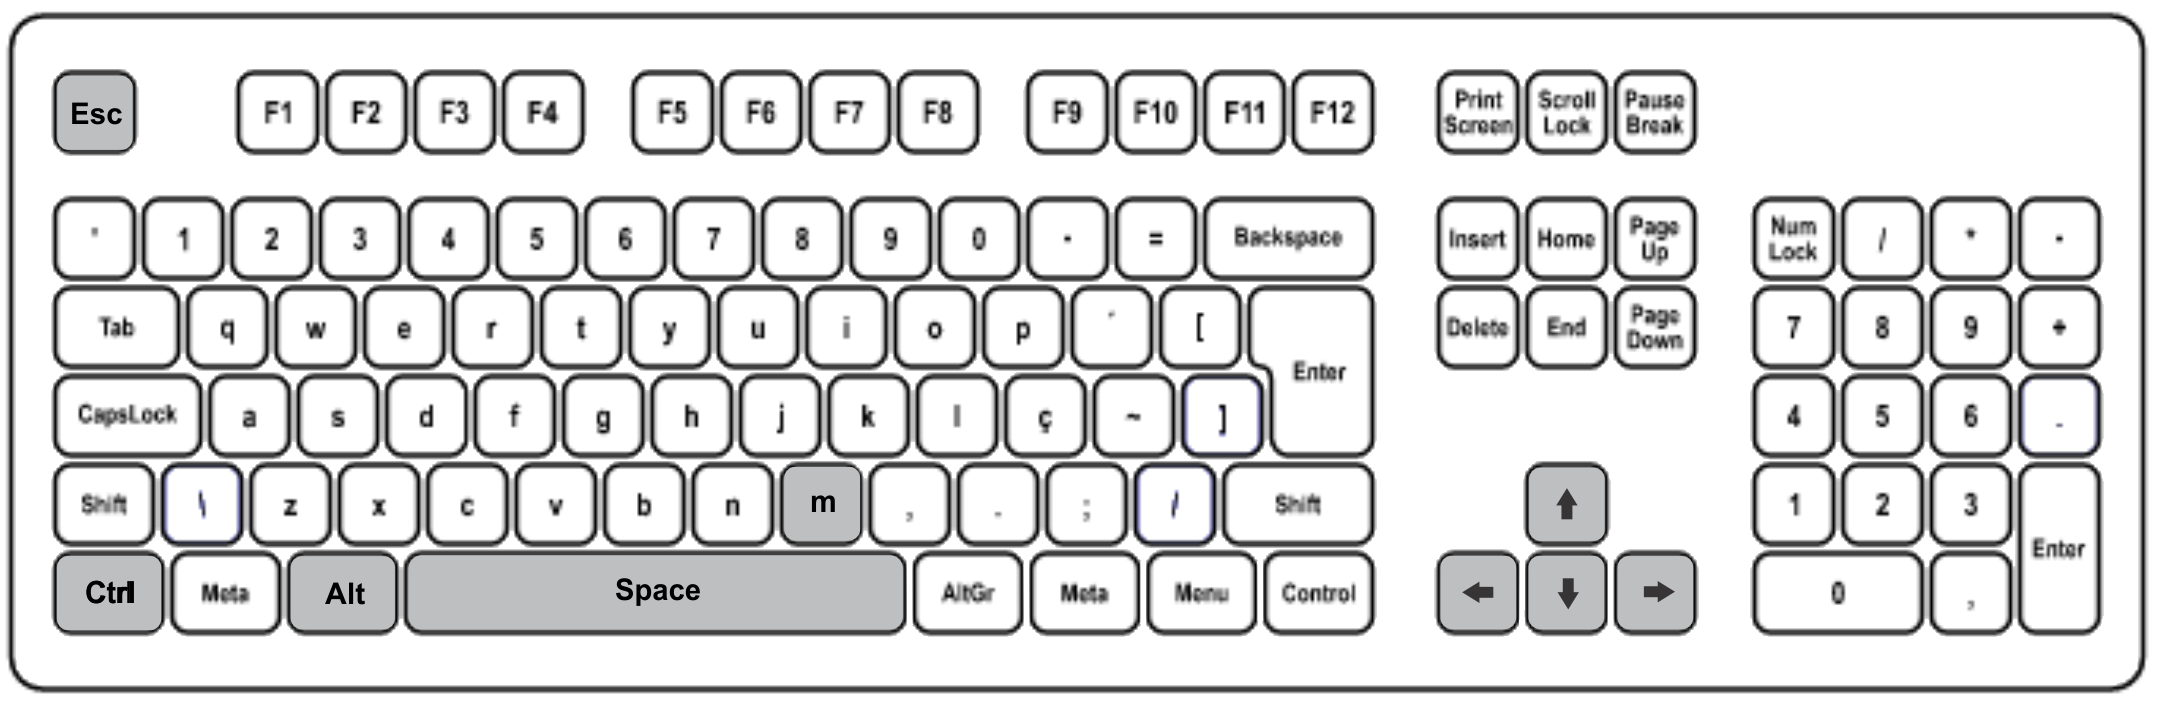 Esc F1 F2 F3 F4 F5 F6 F7 F8 F9 F10 F11 F12 Print Screen Scroll Lock Pause Break
' 1 2 3 4 5 6 7 8 9 0 - = Backspace Insert Home Page Up Num Lock / * -
Tab q w e r t y u i o p ´ [ Enter Delete End Page Down 7 8 9 +
CapsLock a s d f g h j k l ç ~ ] 4 5 6 .
Shift \ z x c v b n m , . ; / Shift ↑ 1 2 3 Enter
Ctrl Meta Alt Space AltGr Meta Menu Control ← ↓ → 0 ,